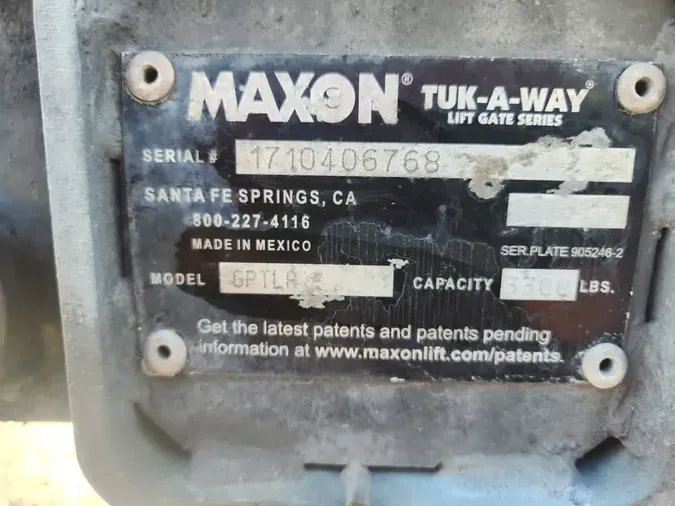 MAXON® TUK-A-WAY®
LIFT GATE SERIES
SERIAL # 1710406768
SANTA FE SPRINGS, CA
800-227-4116
MADE IN MEXICO
SER.PLATE 905246-2
MODEL GPTLR CAPACITY 3300 LBS.
Get the latest patents and patents pending
information at www.maxonlift.com/patents.